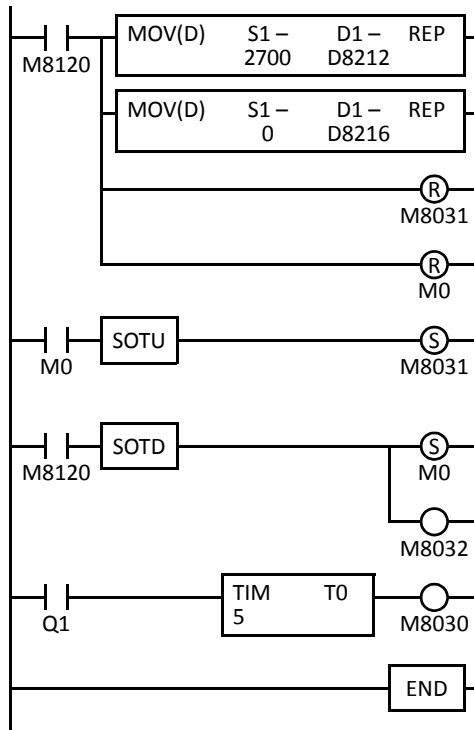 MOV(D) S1 – D1 – REP
2700 D8212
M8120
MOV(D) S1 – D1 – REP
0 D8216
R
M8031
R
M0
SOTU S
M0 M8031
SOTD S
M8120 M0
M8032
TIM T0
5
Q1 M8030
END